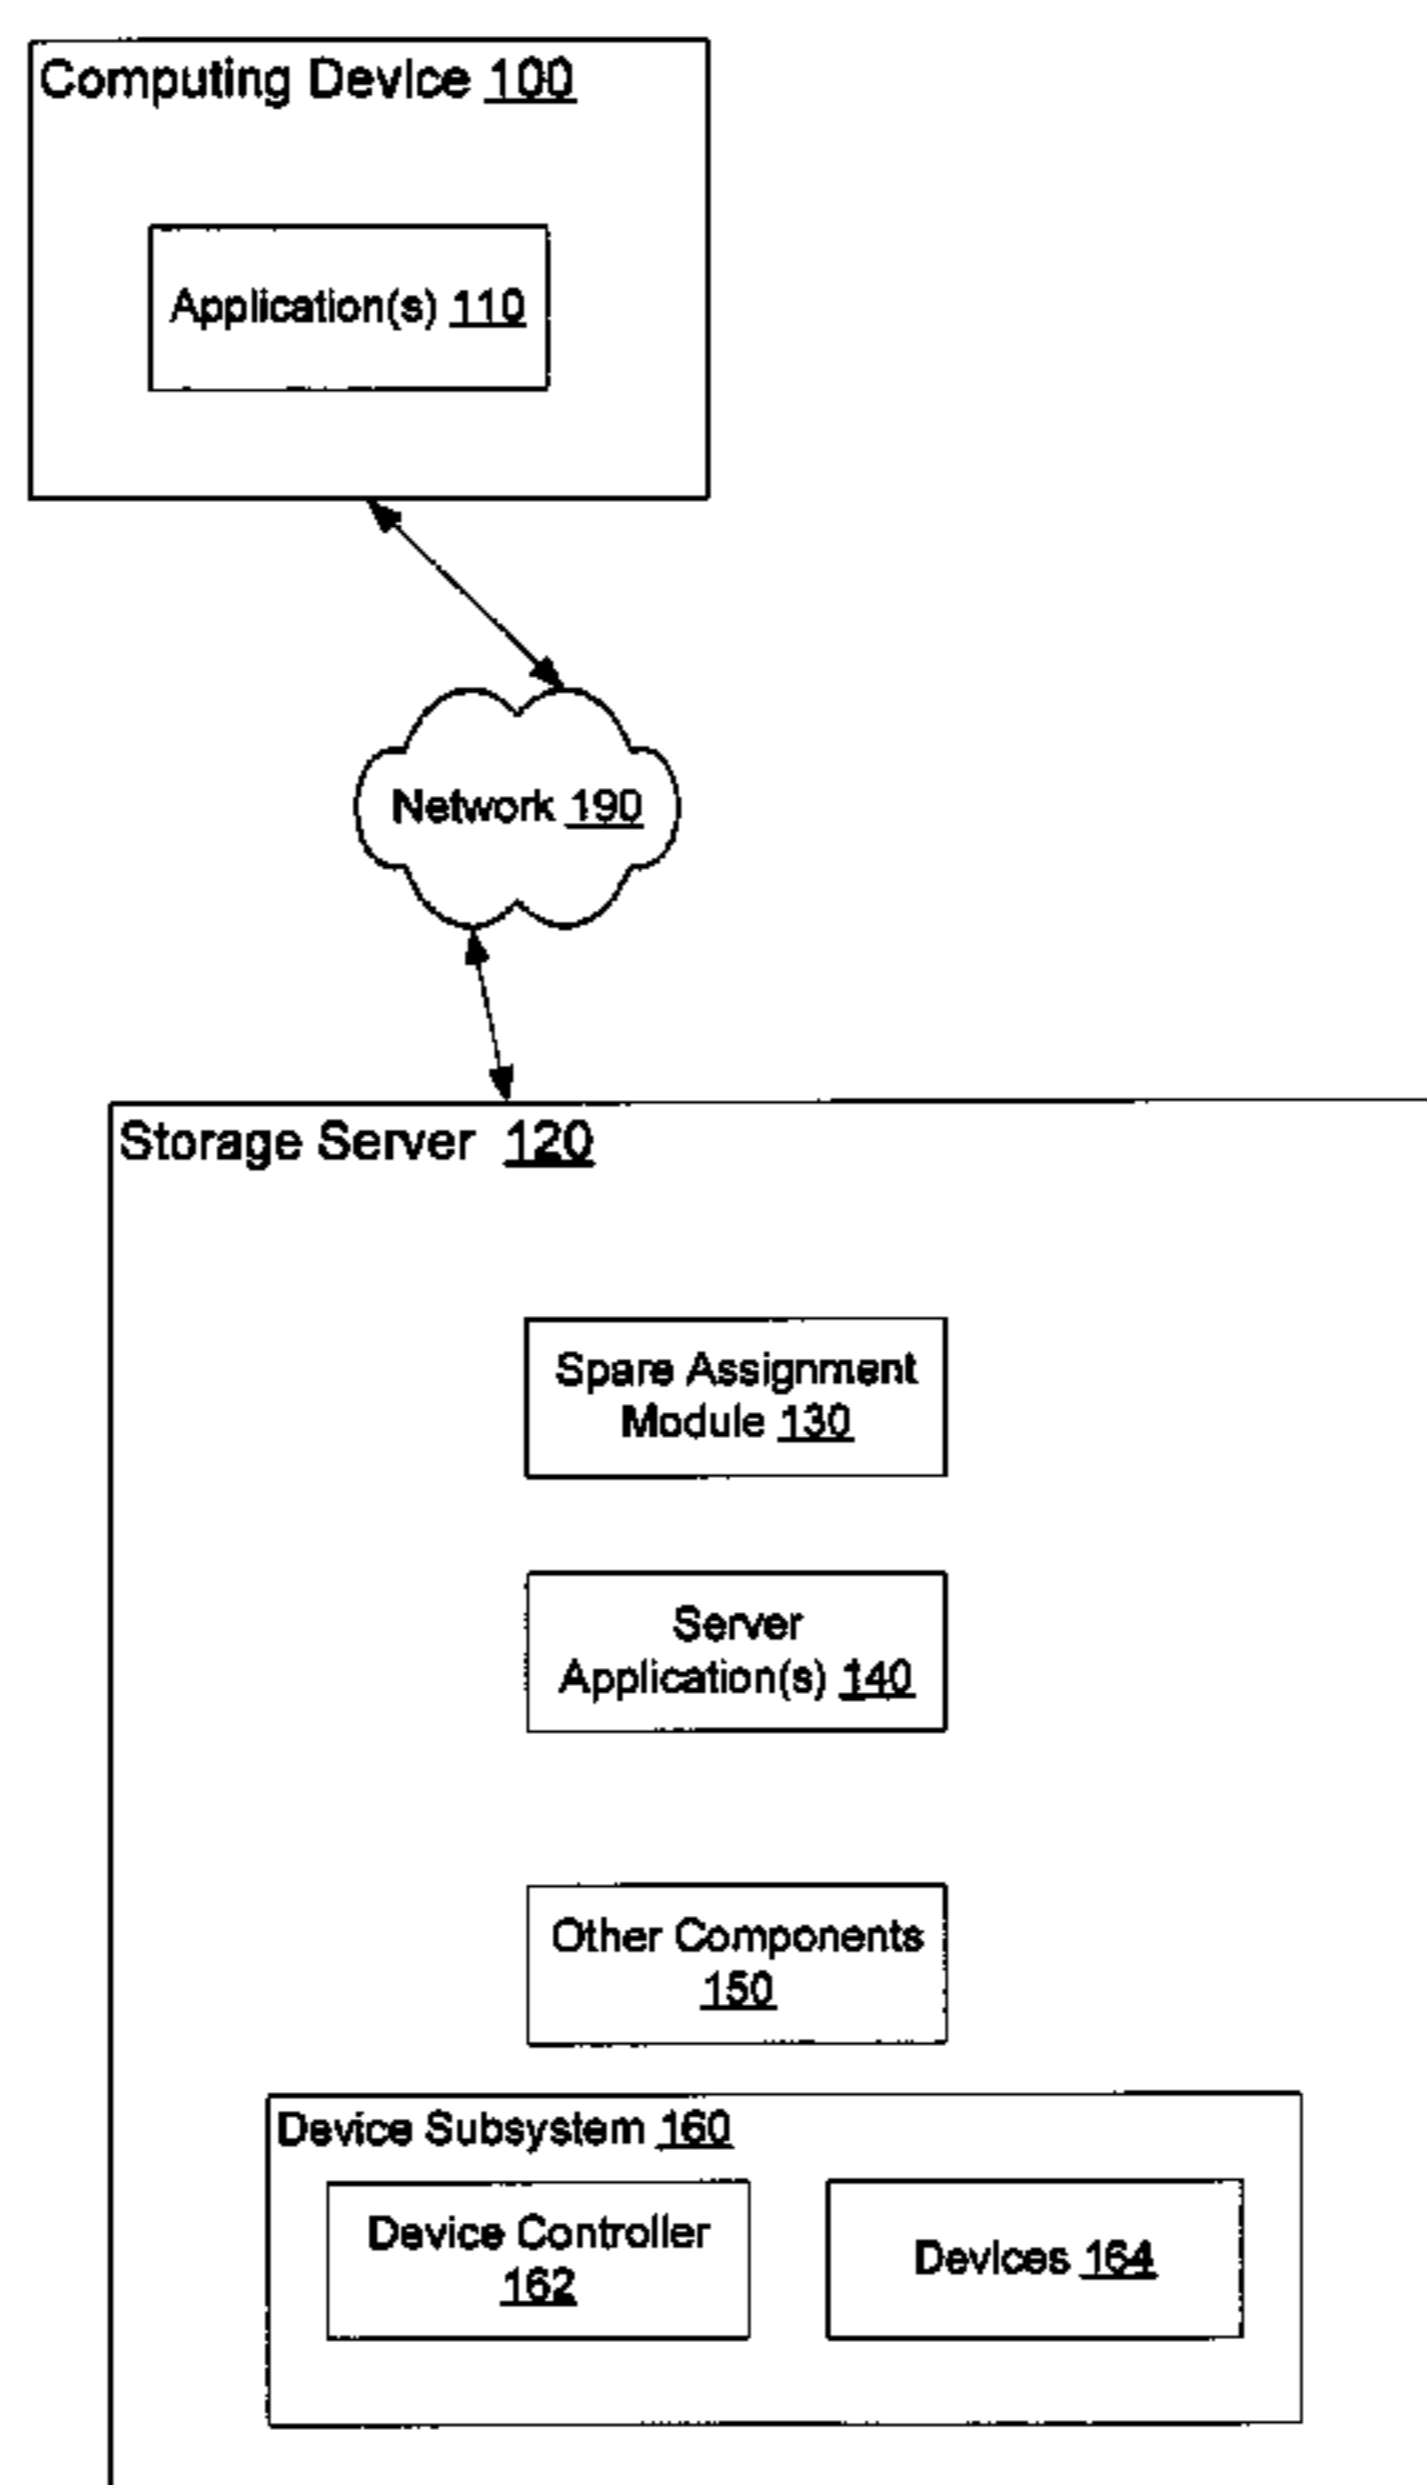 Computing Device 100
Application(s) 110
Network 190
Storage Server 120
Spare Assignment
Module 130
Server
Application(s) 140
Other Components
150
Device Subsystem 160
Device Controller
162
Devices 164